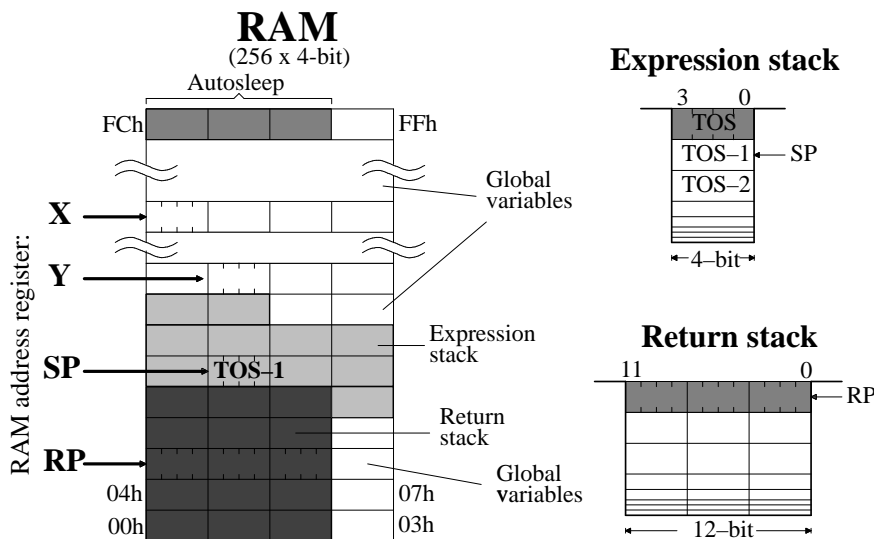 RAM
(256 x 4-bit)
Autosleep
FCh
FFh
Global
variables
X
Y
SP
TOS–1
RP
RAM address register:
Expression
stack
Return
stack
Global
variables
04h
07h
00h
03h
Expression stack
3
0
TOS
TOS–1
SP
TOS–2
4–bit
Return stack
11
0
RP
12–bit